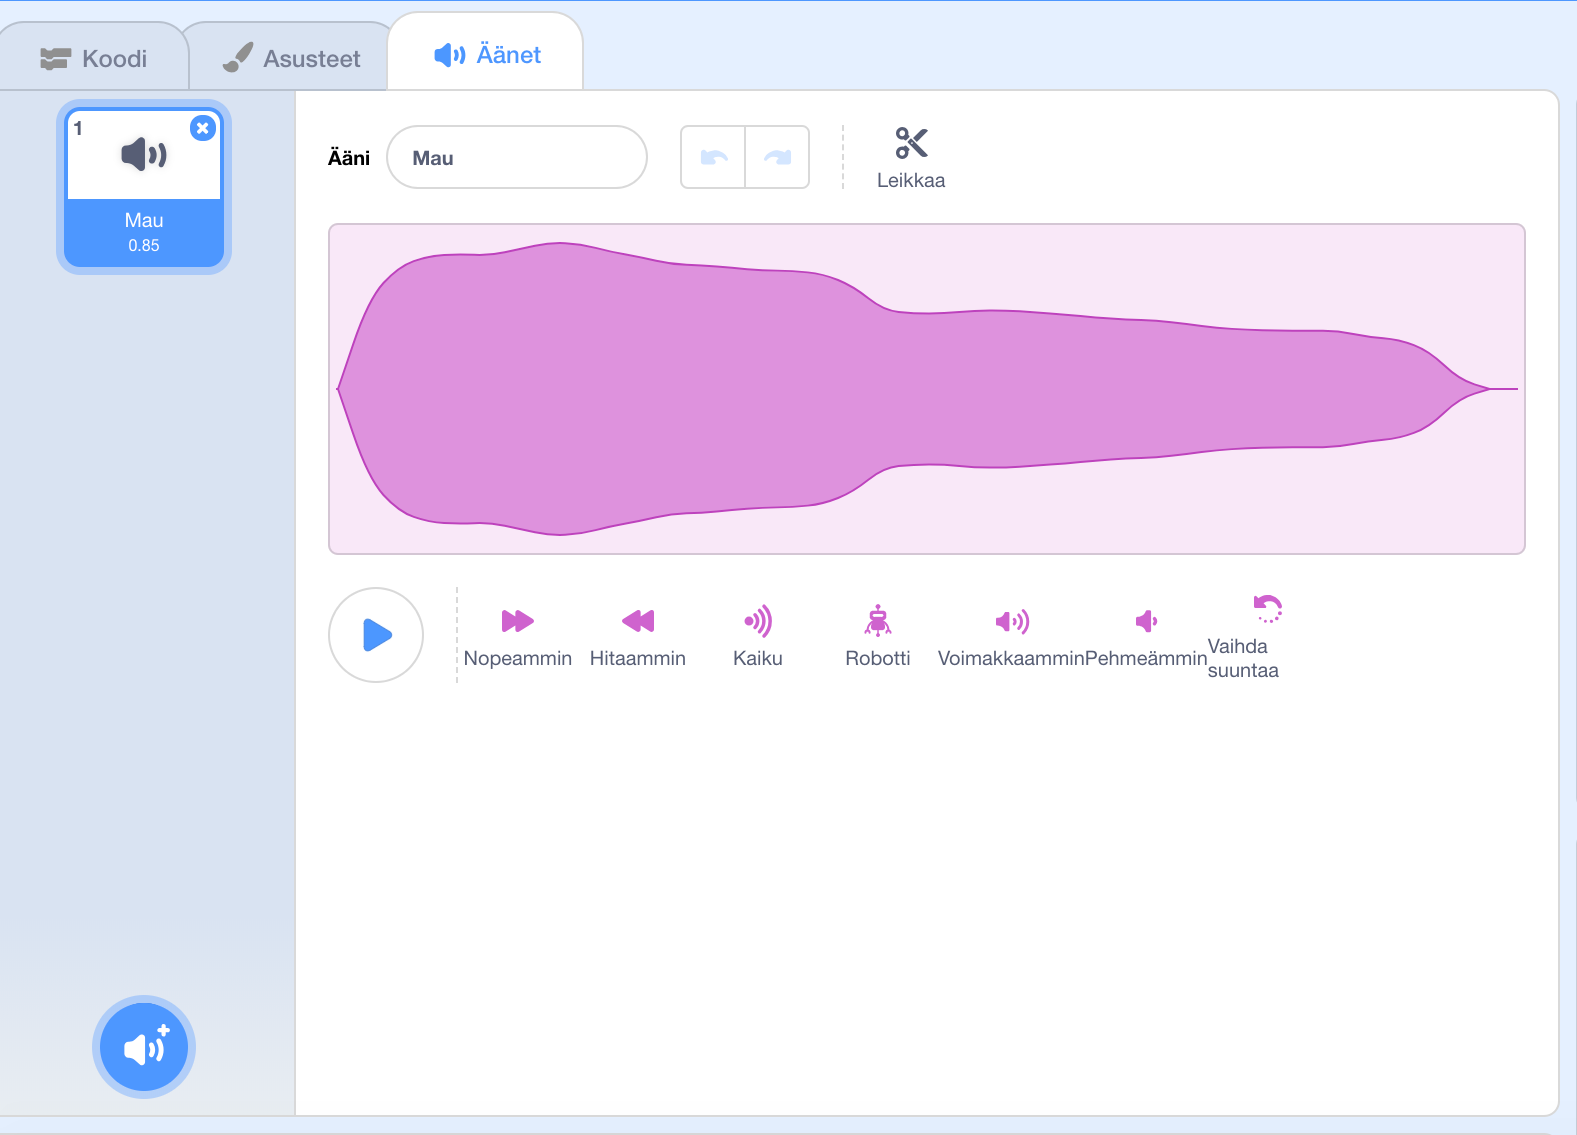 Koodi
Asusteet
Äänet
1
Mau
0.85
Ääni
Mau
Leikkaa
Nopeammin
Hitaammin
Kaiku
Robotti
Voimakkaammin
Pehmeämmin
Vaihda
suuntaa